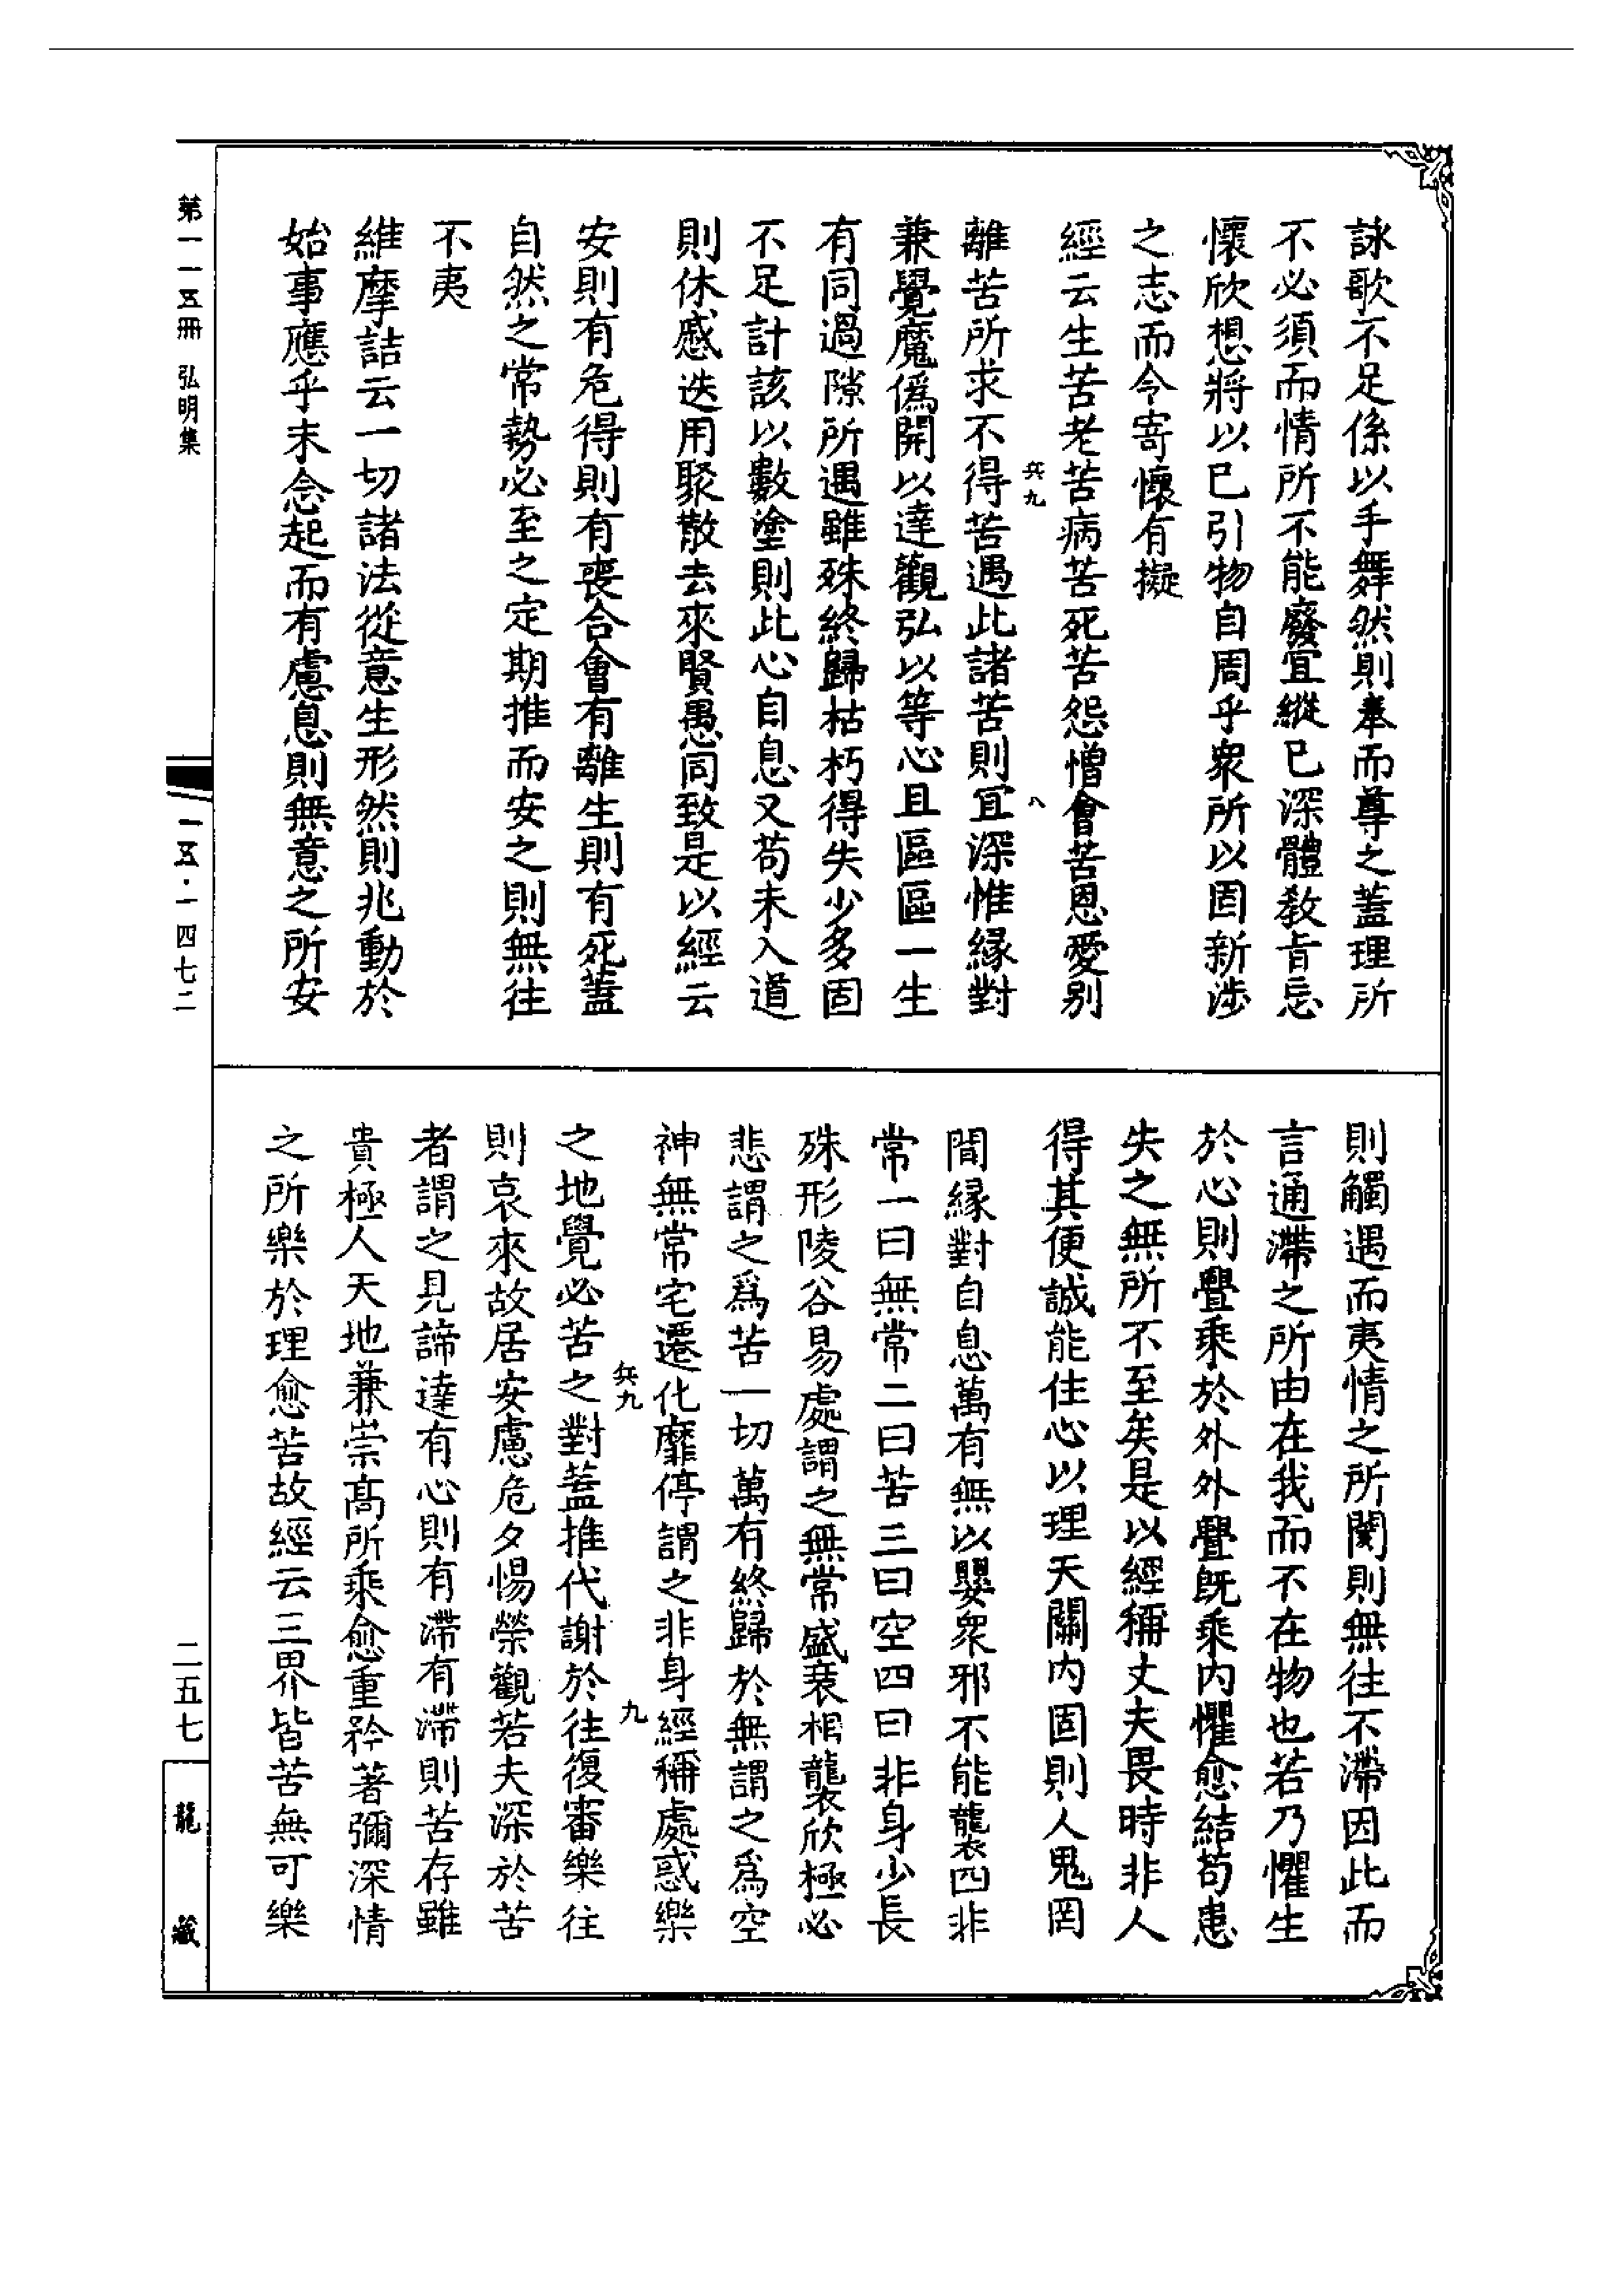 詠歌不足係以手舞然則奉而尊之蓋理所
不必須而情所不能廢宜縱已深體教旨忘
懷欣想將以已引物自周乎衆所以固新涉
之志而令寄懷有擬
經云生苦老苦病苦死苦怨憎會苦恩愛别
離苦所求不得苦遇此諸苦則宜深惟緣對
兼覺魔僞開以達觀弘以等心且區區一生
有同過隙所遇雖殊終歸枯朽得失少多固
不足計該以數塗則此心自息又苟未入道
則休慼迭用聚散去來賢愚同致是以經云
安則有危得則有喪合會有離生則有死蓋
自然之常勢必至之定期推而安之則無往
不夷
維摩詰云一切諸法從意生形然則兆動於
始事應乎末念起而有慮息則無意之所安
兵九
八
則觸遇而夷情之所閡則無往不滯因此而
言通滯之所由在我而不在物也若乃懼生
於心則疊乘於外外疊旣乘内懼愈結苟患
失之無所不至矣是以經稱丈夫畏時非人
得其便誠能住心以理天關内固則人鬼罔
間緣對自息萬有無以嬰衆邪不能襲四非
常一曰無常二曰苦三曰空四曰非身少長
殊形陵谷易處謂之無常盛衰相襲欣極必
悲謂之爲苦一切萬有終歸於無謂之爲空
神無常宅遷化靡停謂之非身經稱處惑樂
之地覺必苦之對蓋推代謝於往復審樂往
則哀來故居安慮危夕惕榮觀若夫深於苦
者謂之見諦達有心則有滯有滯則苦存雖
貴極人天地兼崇高所乘愈重矜著彌深情
之所樂於理愈苦故經云三界皆苦無可樂
兵九
九
第一一五冊 弘明集
一一五·一四七二
二五七
龍藏